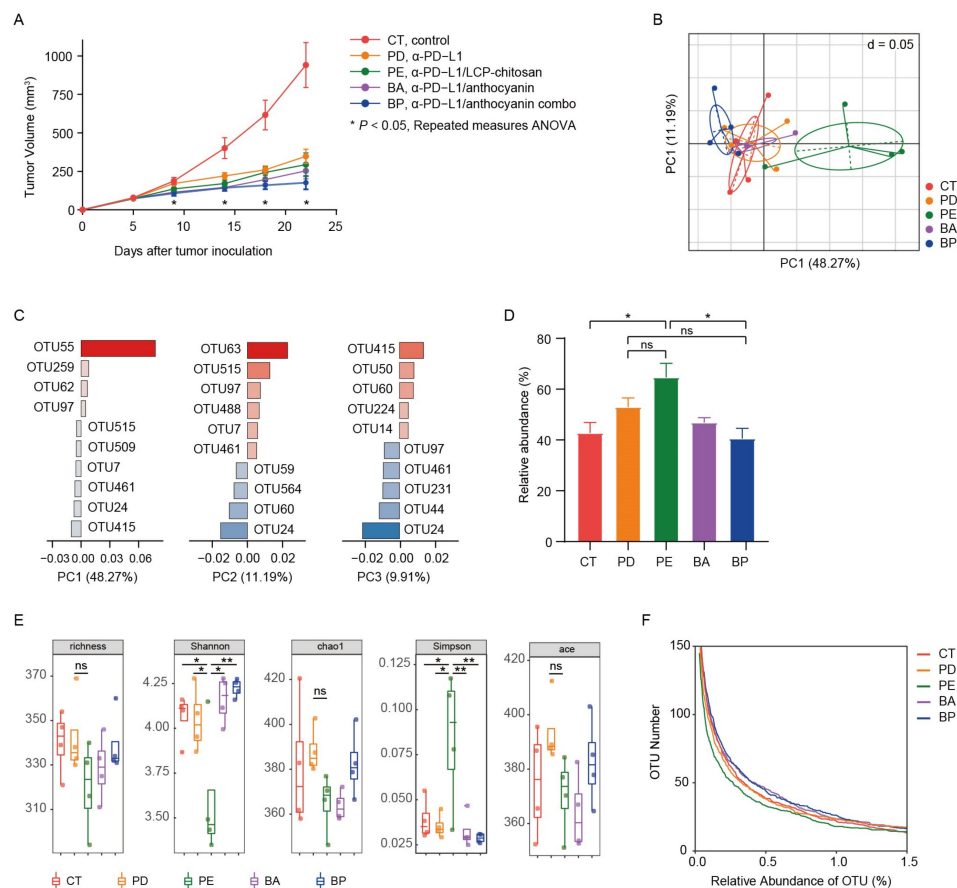 A
Tumor Volume (mm³)
1000
750
500
250
0
0 5 10 15 20 25
Days after tumor inoculation
CT, control
PD, α-PD-L1
PE, α-PD-L1/LCP-chitosan
BA, α-PD-L1/anthocyanin
BP, α-PD-L1/anthocyanin combo
* P < 0.05, Repeated measures ANOVA
* * * *
B
d = 0.05
PC1 (11.19%)
PC1 (48.27%)
CT
PD
PE
BA
BP
C
OTU55
OTU259
OTU62
OTU97
OTU515
OTU509
OTU7
OTU461
OTU24
OTU415
−0.03 0.00 0.03 0.06
PC1 (48.27%)
OTU63
OTU515
OTU97
OTU488
OTU7
OTU461
OTU59
OTU564
OTU60
OTU24
−0.02 0.00 0.02
PC2 (11.19%)
OTU415
OTU50
OTU60
OTU224
OTU14
OTU97
OTU461
OTU231
OTU44
OTU24
−0.02 0.00 0.02
PC3 (9.91%)
D
Relative abundance (%)
80
60
40
20
0
* *
ns
ns
CT PD PE BA BP
E
richness
370
350
330
310
ns
Shannon
4.25
4.00
3.75
3.50
* **
* *
chao1
420
400
380
360
ns
Simpson
0.125
0.100
0.075
0.050
0.025
* **
* **
ace
420
400
380
360
ns
CT PD PE BA BP
F
OTU Number
150
100
50
0
0.0 0.5 1.0 1.5
Relative Abundance of OTU (%)
CT
PD
PE
BA
BP